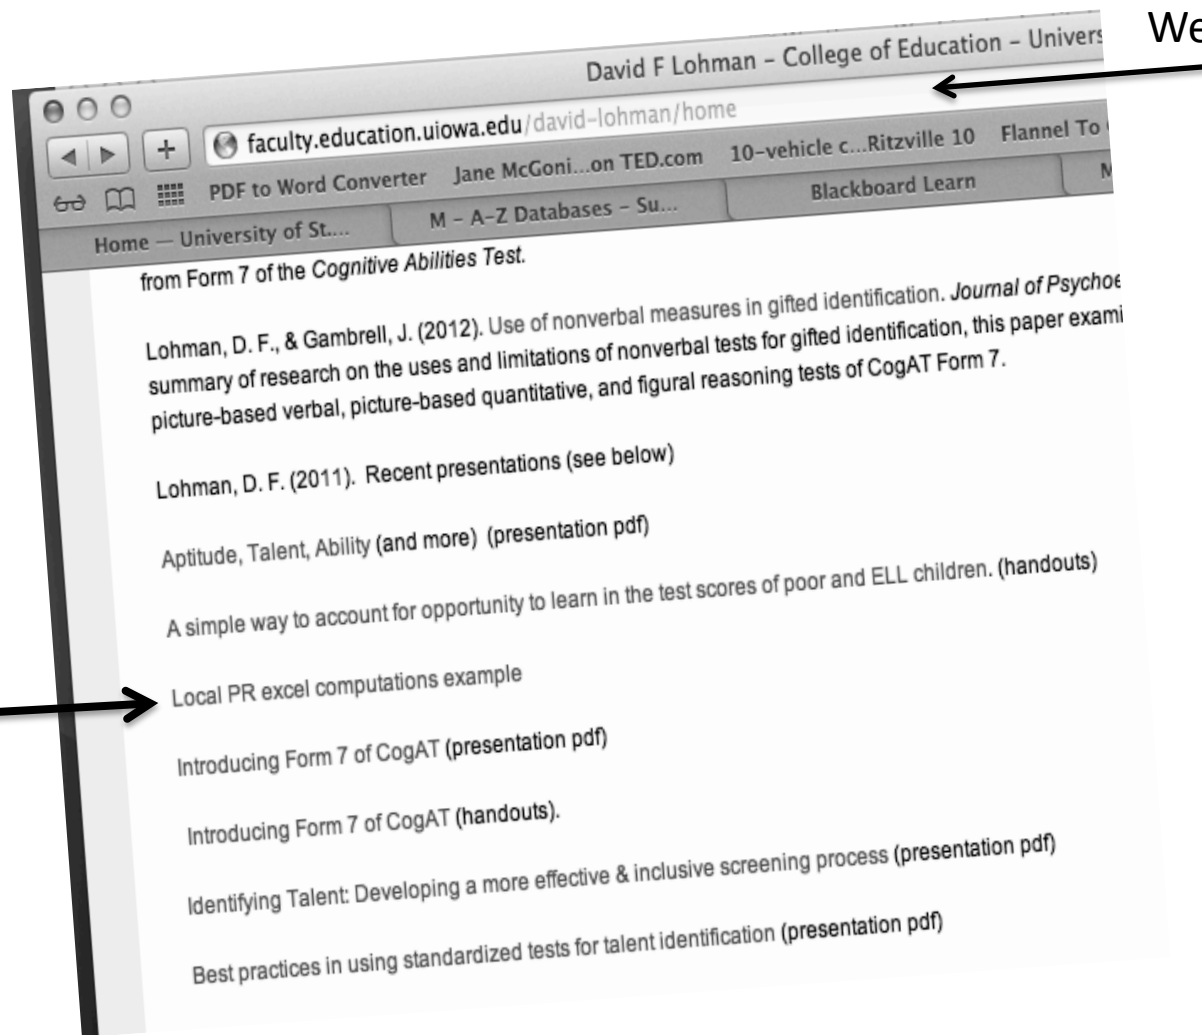 We
David F Lohman – College of Education – Univers
faculty.education.uiowa.edu/david-lohman/home
PDF to Word Converter Jane McGoni...on TED.com 10-vehicle c...Ritzville 10 Flannel To
Home — University of St.... M – A-Z Databases – Su... Blackboard Learn M
from Form 7 of the Cognitive Abilities Test.
Lohman, D. F., & Gambrell, J. (2012). Use of nonverbal measures in gifted identification. Journal of Psychoe
summary of research on the uses and limitations of nonverbal tests for gifted identification, this paper exami
picture-based verbal, picture-based quantitative, and figural reasoning tests of CogAT Form 7.
Lohman, D. F. (2011). Recent presentations (see below)
Aptitude, Talent, Ability (and more) (presentation pdf)
A simple way to account for opportunity to learn in the test scores of poor and ELL children. (handouts)
Local PR excel computations example
Introducing Form 7 of CogAT (presentation pdf)
Introducing Form 7 of CogAT (handouts).
Identifying Talent: Developing a more effective & inclusive screening process (presentation pdf)
Best practices in using standardized tests for talent identification (presentation pdf)